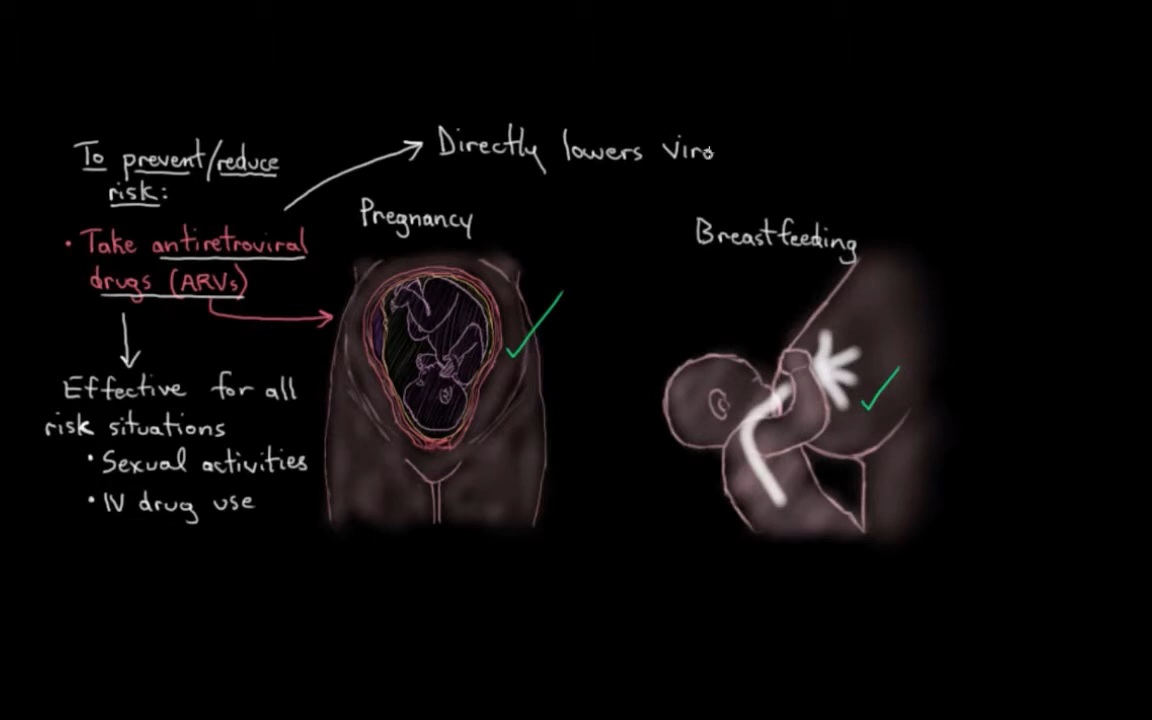 To prevent/reduce
risk:
• Take antiretroviral
drugs (ARVs)
Effective for all
risk situations
• Sexual activities
• IV drug use
Directly lowers vira
Pregnancy
Breastfeeding